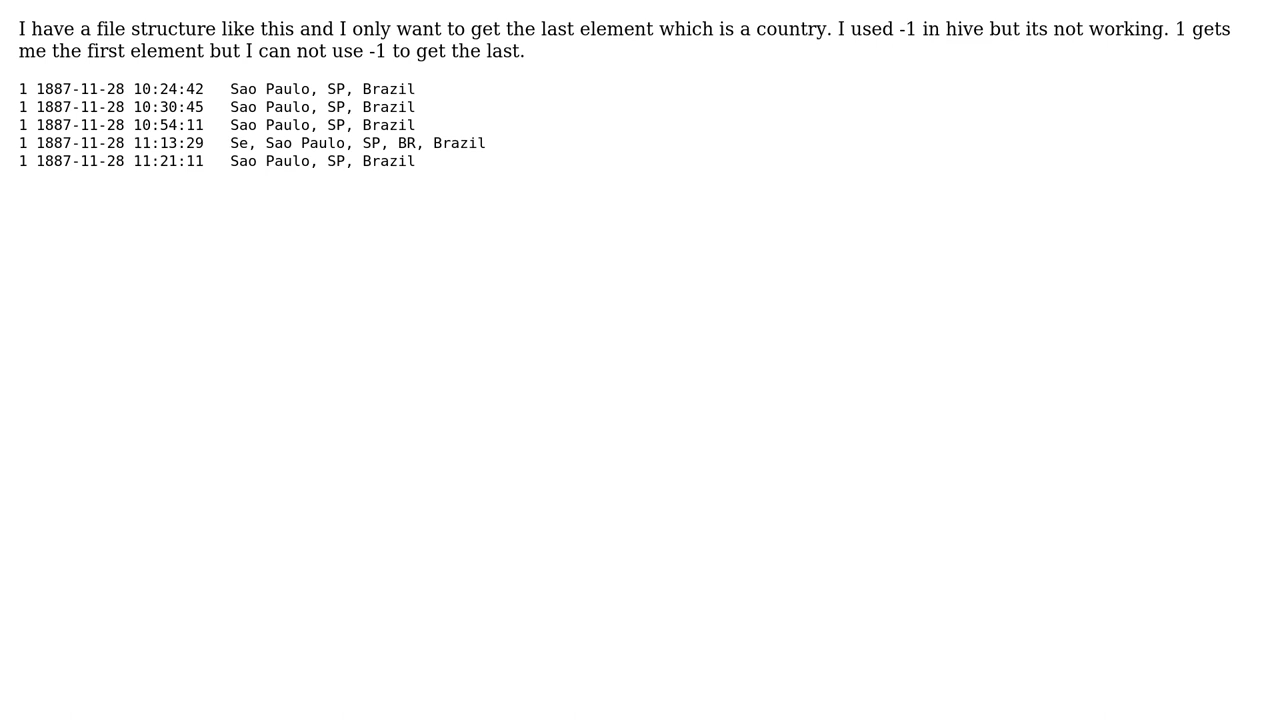 I have a file structure like this and I only want to get the last element which is a country. I used -1 in hive but its not working. 1 gets
me the first element but I can not use -1 to get the last.
1 1887-11-28 10:24:42   Sao Paulo, SP, Brazil
1 1887-11-28 10:30:45   Sao Paulo, SP, Brazil
1 1887-11-28 10:54:11   Sao Paulo, SP, Brazil
1 1887-11-28 11:13:29   Se, Sao Paulo, SP, BR, Brazil
1 1887-11-28 11:21:11   Sao Paulo, SP, Brazil